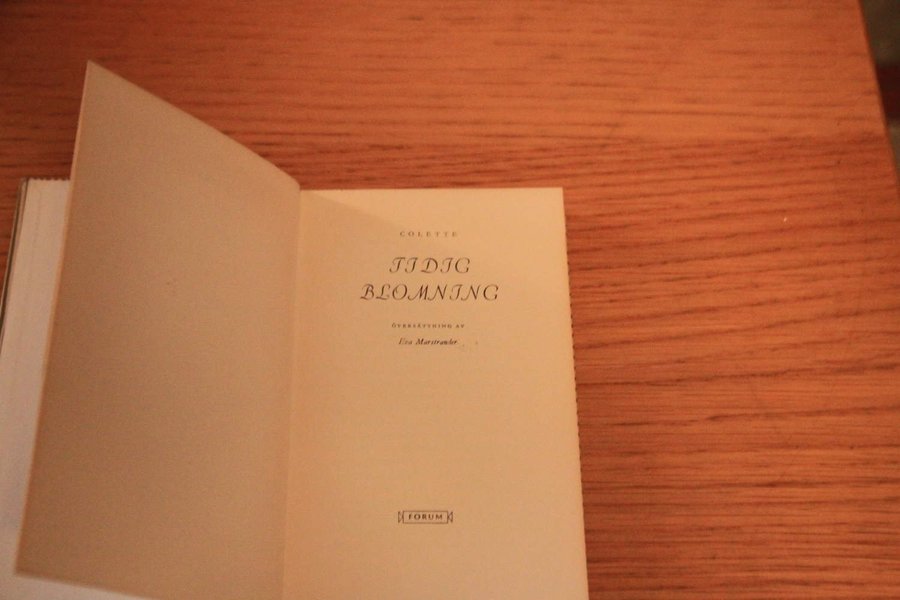 COLETTE
TIDIG
BLOMNING
ÖVERSÄTTNING AV
Eva Marstrander
FORUM